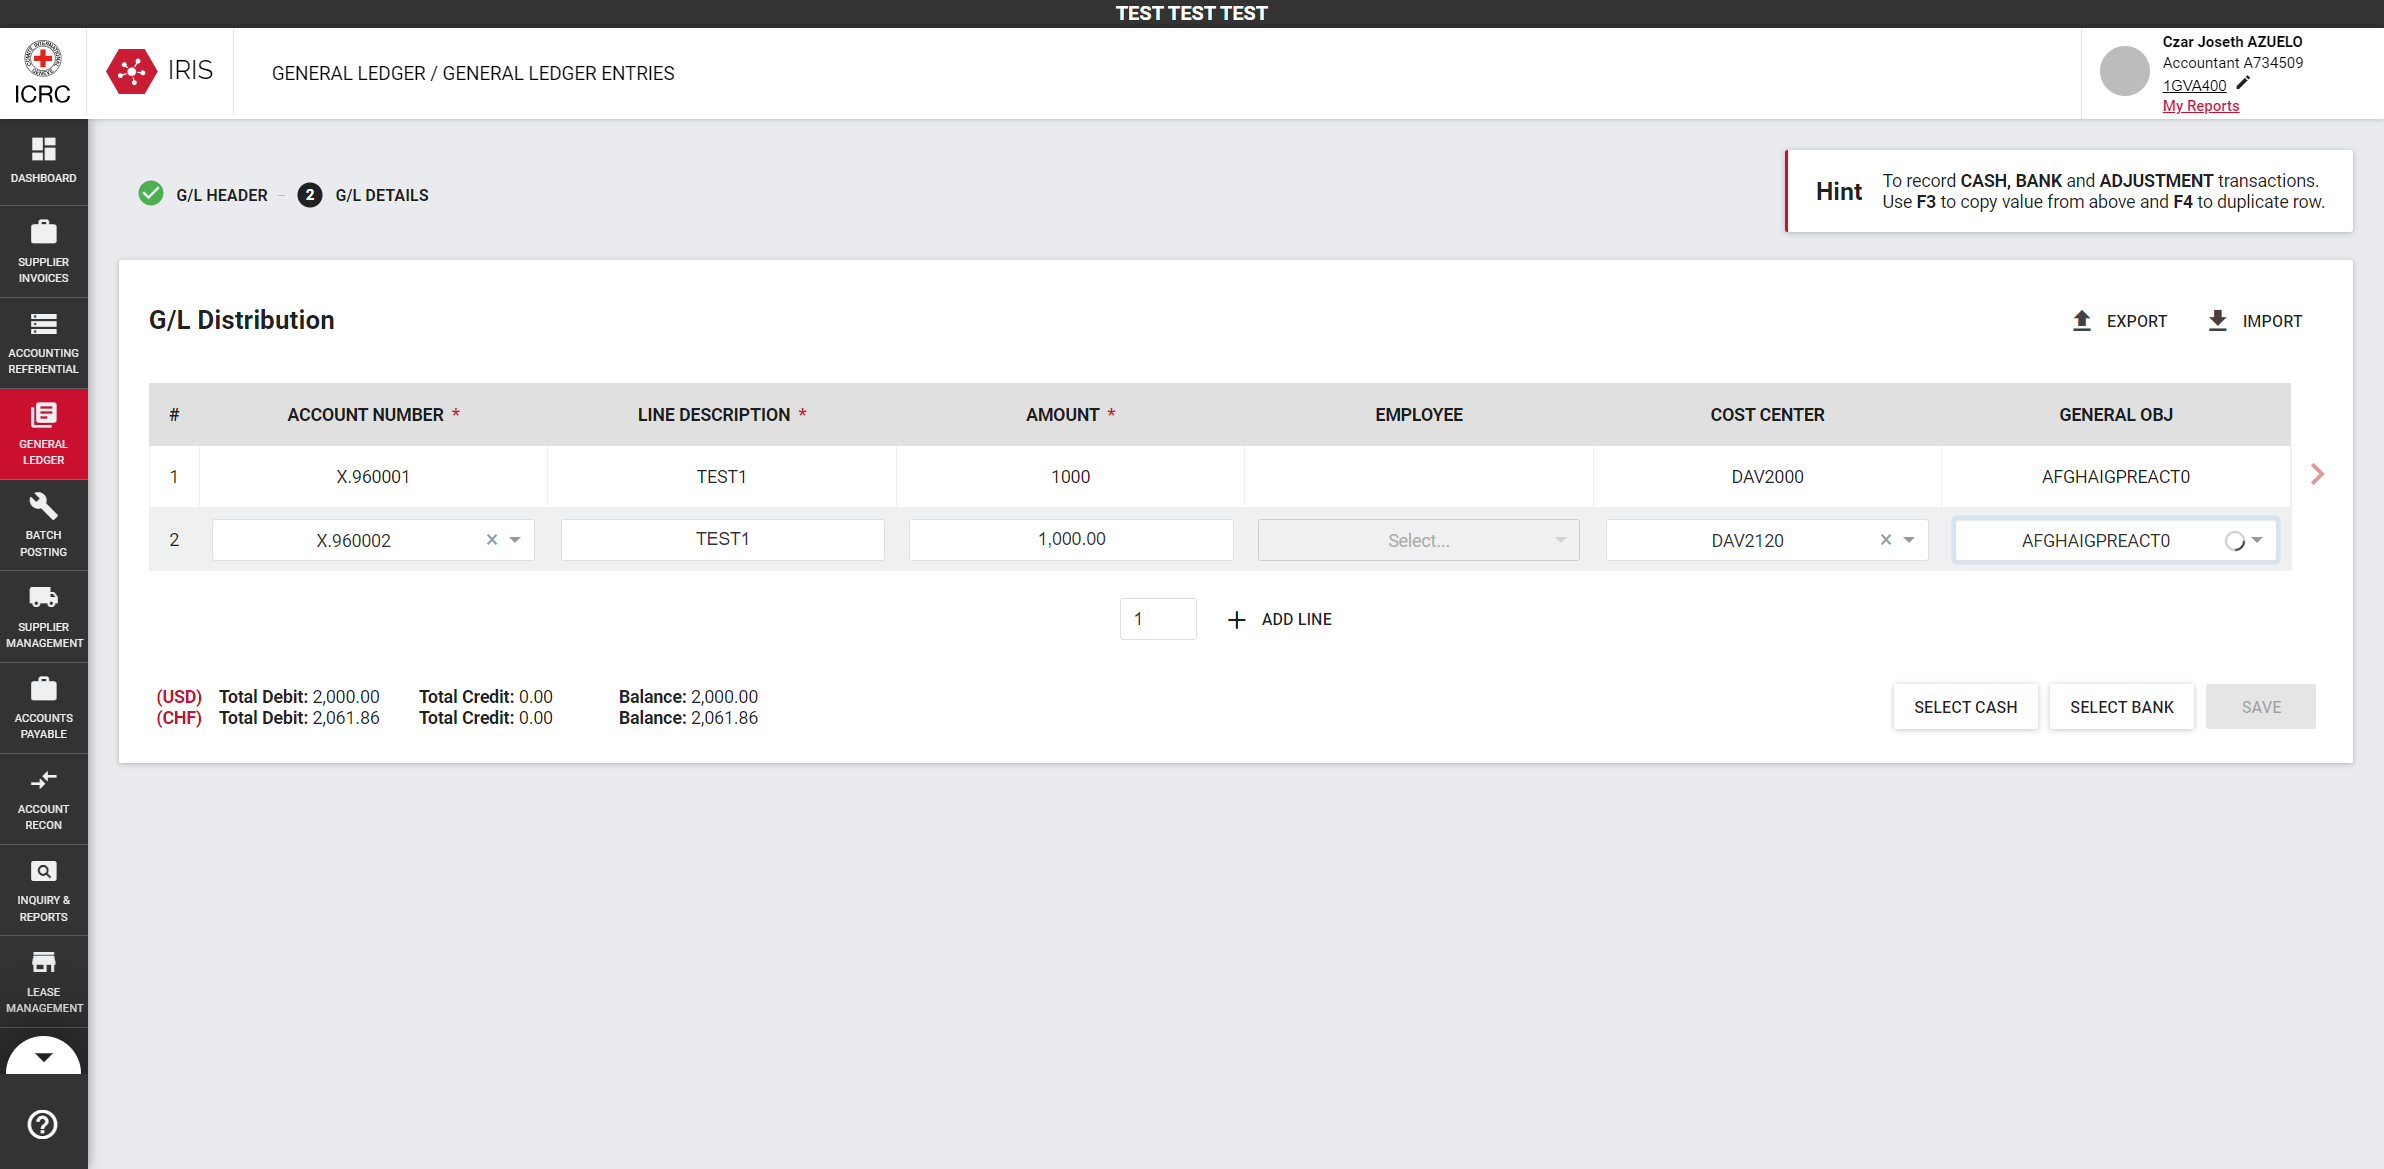 TEST TEST TEST
ICRC
IRIS
GENERAL LEDGER / GENERAL LEDGER ENTRIES
Czar Joseth AZUELO
Accountant A734509
1GVA400
My Reports
DASHBOARD
SUPPLIER
INVOICES
ACCOUNTING
REFERENTIAL
GENERAL
LEDGER
BATCH
POSTING
SUPPLIER
MANAGEMENT
ACCOUNTS
PAYABLE
ACCOUNT
RECON
INQUIRY &
REPORTS
LEASE
MANAGEMENT
G/L HEADER – 2 G/L DETAILS
Hint
To record CASH, BANK and ADJUSTMENT transactions.
Use F3 to copy value from above and F4 to duplicate row.
G/L Distribution
EXPORT IMPORT
# ACCOUNT NUMBER * LINE DESCRIPTION * AMOUNT * EMPLOYEE COST CENTER GENERAL OBJ
1 X.960001 TEST1 1000 DAV2000 AFGHAIGPREACT0
2 X.960002 TEST1 1,000.00 Select... DAV2120 AFGHAIGPREACT0
1 ADD LINE
(USD) Total Debit: 2,000.00 Total Credit: 0.00 Balance: 2,000.00
(CHF) Total Debit: 2,061.86 Total Credit: 0.00 Balance: 2,061.86
SELECT CASH SELECT BANK SAVE